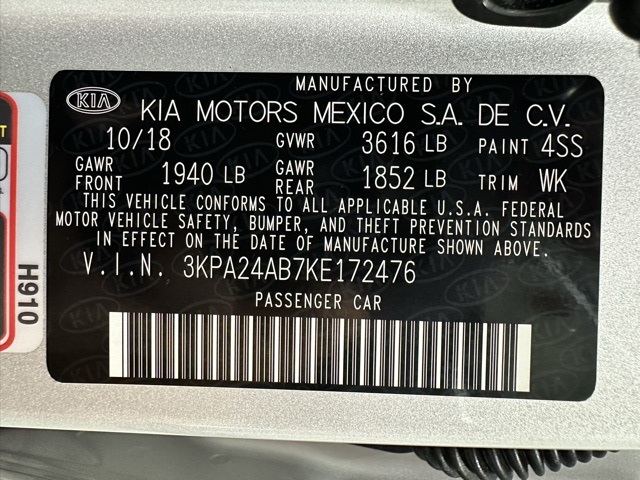 MANUFACTURED BY
KIA KIA MOTORS MEXICO S.A. DE C.V.
10/18 GVWR 3616 LB PAINT 4SS
GAWR FRONT 1940 LB GAWR REAR 1852 LB TRIM WK
THIS VEHICLE CONFORMS TO ALL APPLICABLE U.S.A. FEDERAL
MOTOR VEHICLE SAFETY, BUMPER, AND THEFT PREVENTION STANDARDS
IN EFFECT ON THE DATE OF MANUFACTURE SHOWN ABOVE.
V.I.N. 3KPA24AB7KE172476
PASSENGER CAR
H910